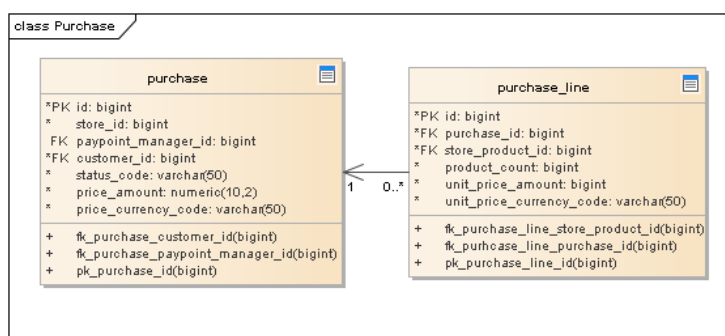 class Purchase
purchase
*PK id: bigint
* store_id: bigint
FK paypoint_manager_id: bigint
*FK customer_id: bigint
* status_code: varchar(50)
* price_amount: numeric(10,2)
* price_currency_code: varchar(50)
+ fk_purchase_customer_id(bigint)
+ fk_purchase_paypoint_manager_id(bigint)
+ pk_purchase_id(bigint)
1 0..*
purchase_line
*PK id: bigint
*FK purchase_id: bigint
*FK store_product_id: bigint
* product_count: bigint
* unit_price_amount: bigint
* unit_price_currency_code: varchar(50)
+ fk_purchase_line_store_product_id(bigint)
+ fk_purhcase_line_purchase_id(bigint)
+ pk_purchase_line_id(bigint)